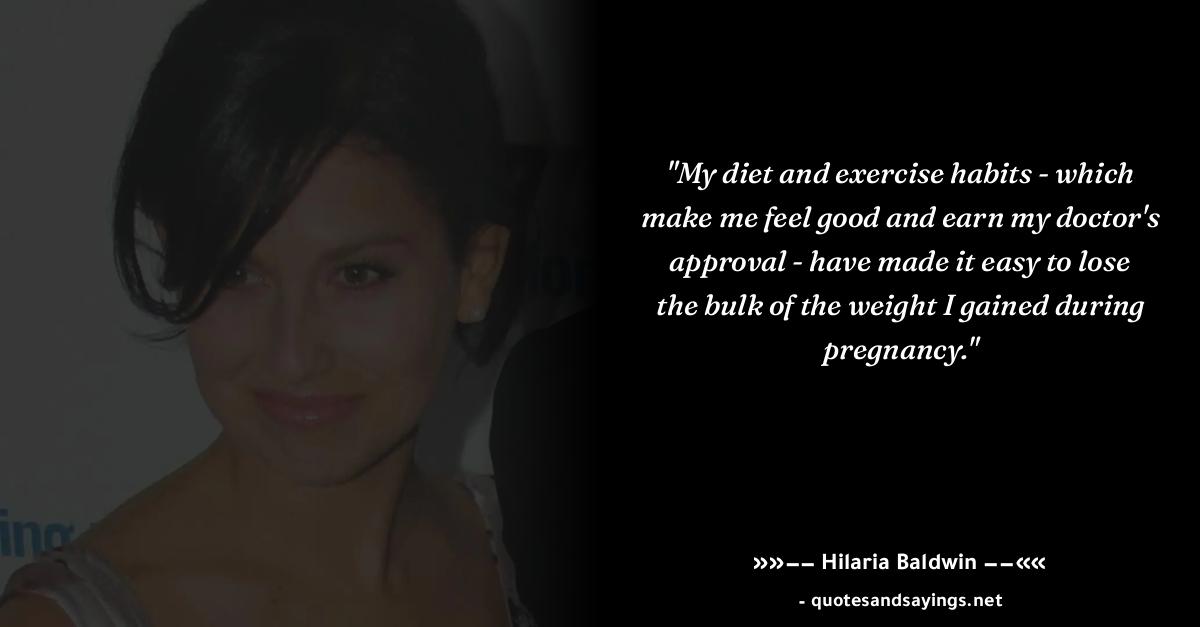 "My diet and exercise habits - which
make me feel good and earn my doctor's
approval - have made it easy to lose
the bulk of the weight I gained during
pregnancy."
ing
»»–– Hilaria Baldwin ––««
- quotesandsayings.net